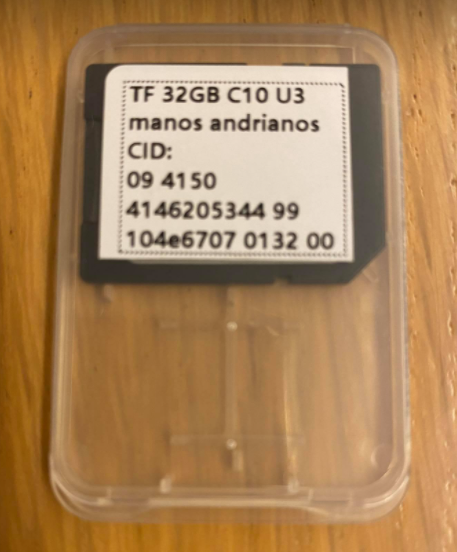 TF 32GB C10 U3
manos andrianos
CID:
09 4150
4146205344 99
104e6707 0132 00